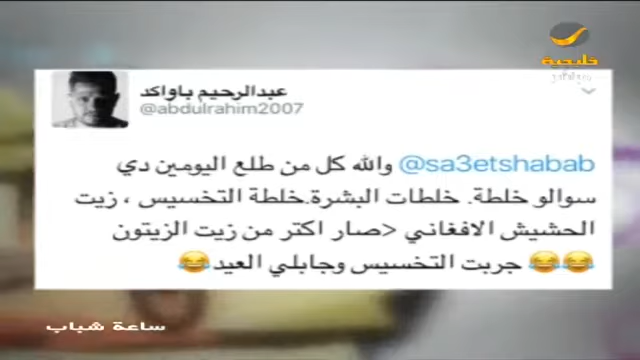 خليجية
عبدالرحيم باواكد
@abdulrahim2007
@sa3etshabab والله كل من طلع اليومين دي
سوالو خلطة. خلطات البشرة.خلطة التخسيس ، زيت
الحشيش الافغاني <صار اكتر من زيت الزيتون
😂😂 جربت التخسيس وجابلي العيد😂
ساعة شباب